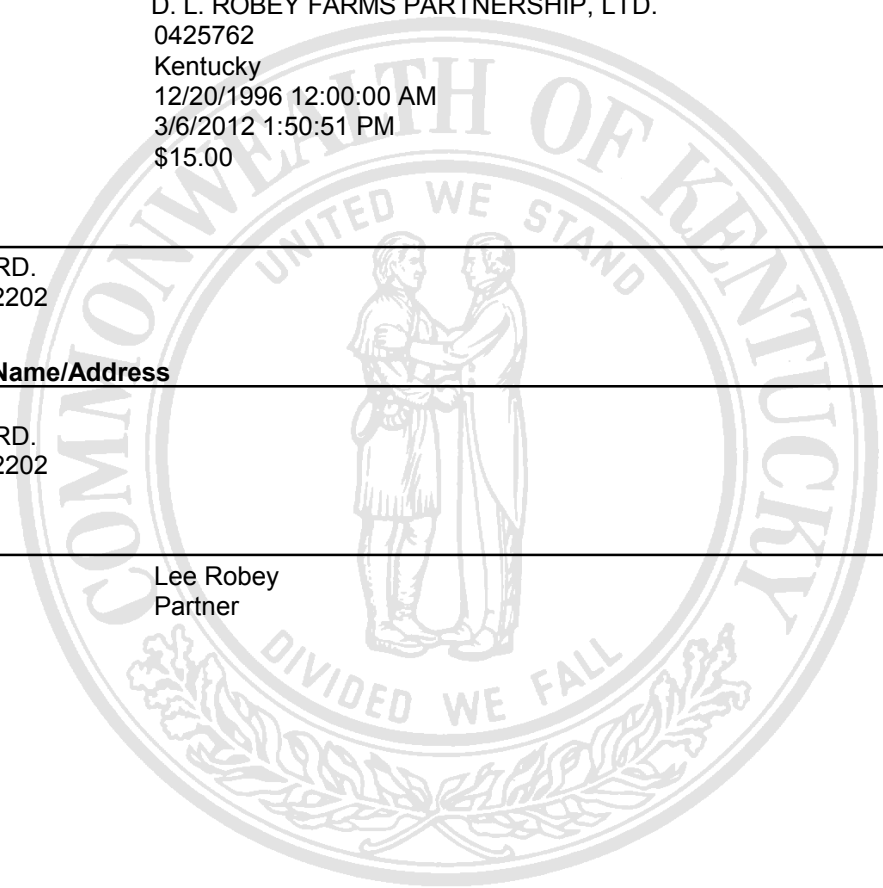 D. L. ROBEY FARMS PARTNERSHIP, LTD.
0425762
Kentucky
12/20/1996 12:00:00 AM
3/6/2012 1:50:51 PM
$15.00
COMMONWEALTH OF KENTUCKY
UNITED WE STAND
RD.
2202
Name/Address
RD.
2202
Lee Robey
Partner
DIVIDED WE FALL